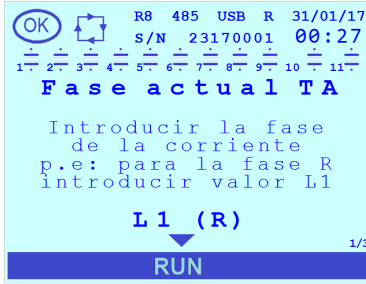 OK R8 485 USB R 31/01/17
S/N 23170001 00:27
1 2 3 4 5 6 7 8 9 10 11
Fase actual TA
Introducir la fase
de la corriente
p.e: para la fase R
introducir valor L1
L1 (R)
1/3
RUN